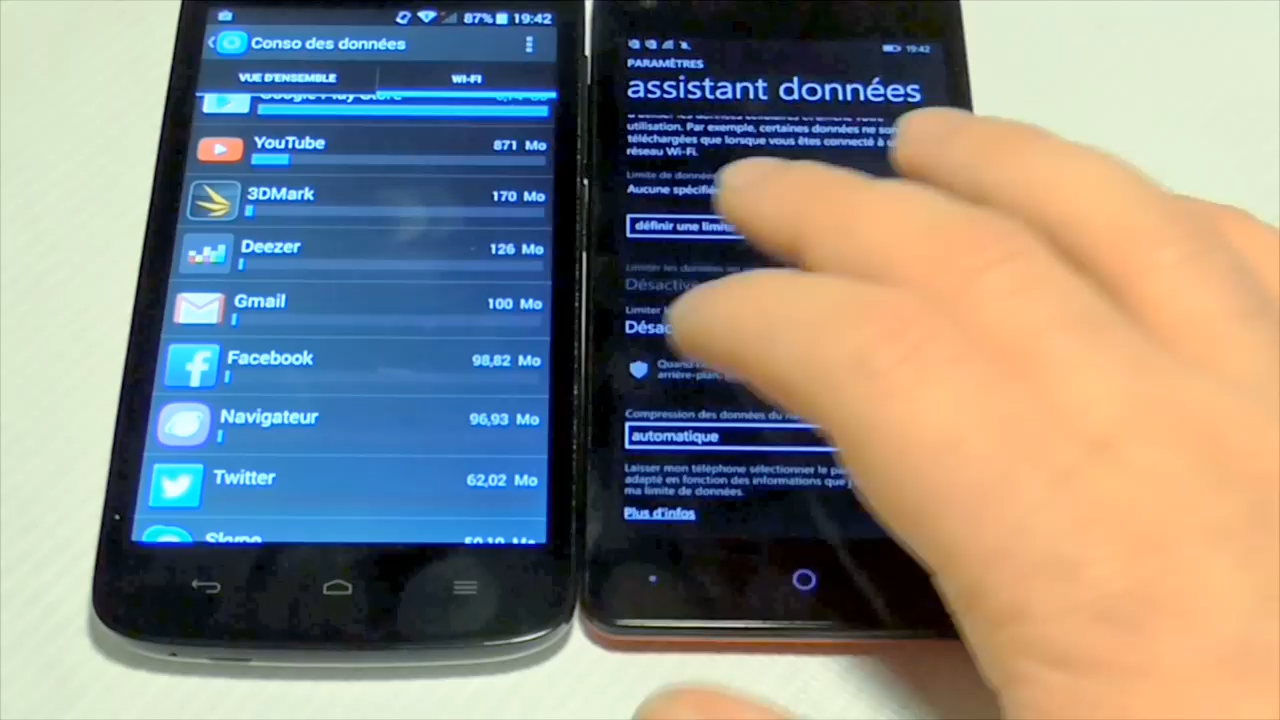 87% 19:42
Conso des données
VUE D'ENSEMBLE WI-FI
Google Play Store
YouTube 871 Mo
3DMark 170 Mo
Deezer 126 Mo
Gmail 100 Mo
Facebook 98,82 Mo
Navigateur 96,93 Mo
Twitter 62,02 Mo
Skype
19:42
PARAMÈTRES
assistant données
utilisation. Par exemple, certaines données ne
téléchargées que lorsque vous êtes connecté à
réseau Wi-Fi.
Limite de données
Aucune spécifiée
définir une limite
Limiter les données
Désactivé
Limiter
Désac
Quand
arrière-plan,
Compression des données du
automatique
Laisser mon téléphone sélectionner le
adapté en fonction des informations que
ma limite de données.
Plus d'infos